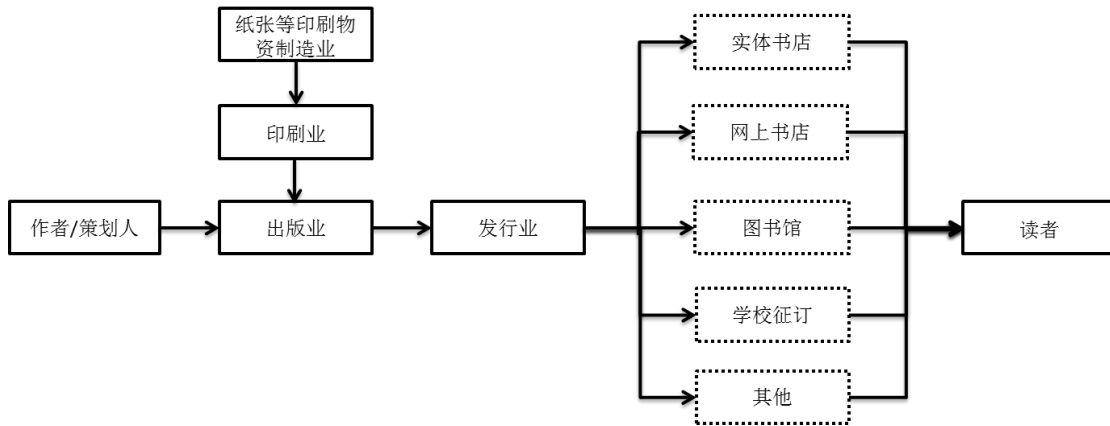 纸张等印刷物
资制造业
实体书店
印刷业
网上书店
作者/策划人
出版业
发行业
图书馆
读者
学校征订
其他